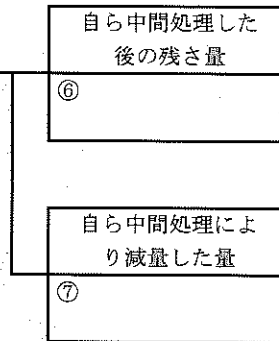 自ら中間処理した
後の残さ量
⑥
自ら中間処理によ
り減量した量
⑦